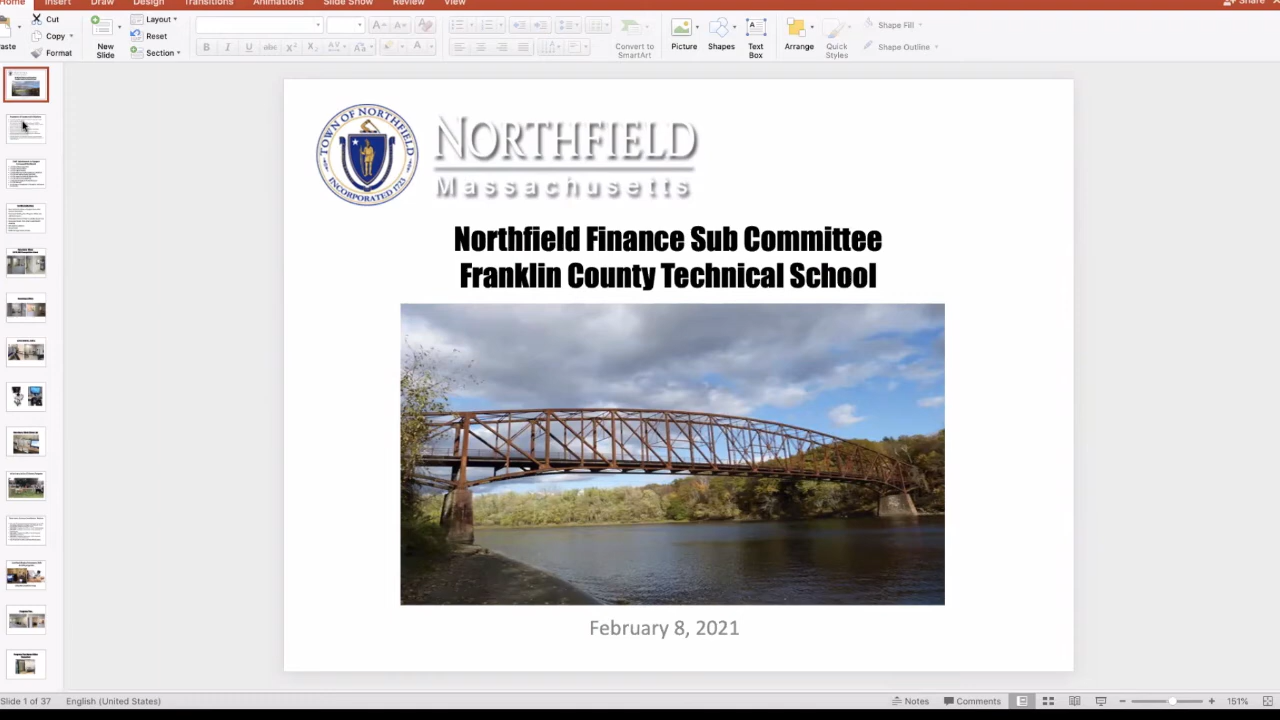 Home Insert Draw Design Transitions Animations Slide Show Review View Share
Cut
Copy
Format
New
Slide
Layout
Reset
Section
Convert to
SmartArt
Picture
Shapes
Text
Box
Arrange
Quick
Styles
Shape Fill
Shape Outline
TOWN OF NORTHFIELD
INCORPORATED 1723
NORTHFIELD
Massachusetts
Northfield Finance Sub Committee
Franklin County Technical School
February 8, 2021
Slide 1 of 37 English (United States) Notes Comments 151%